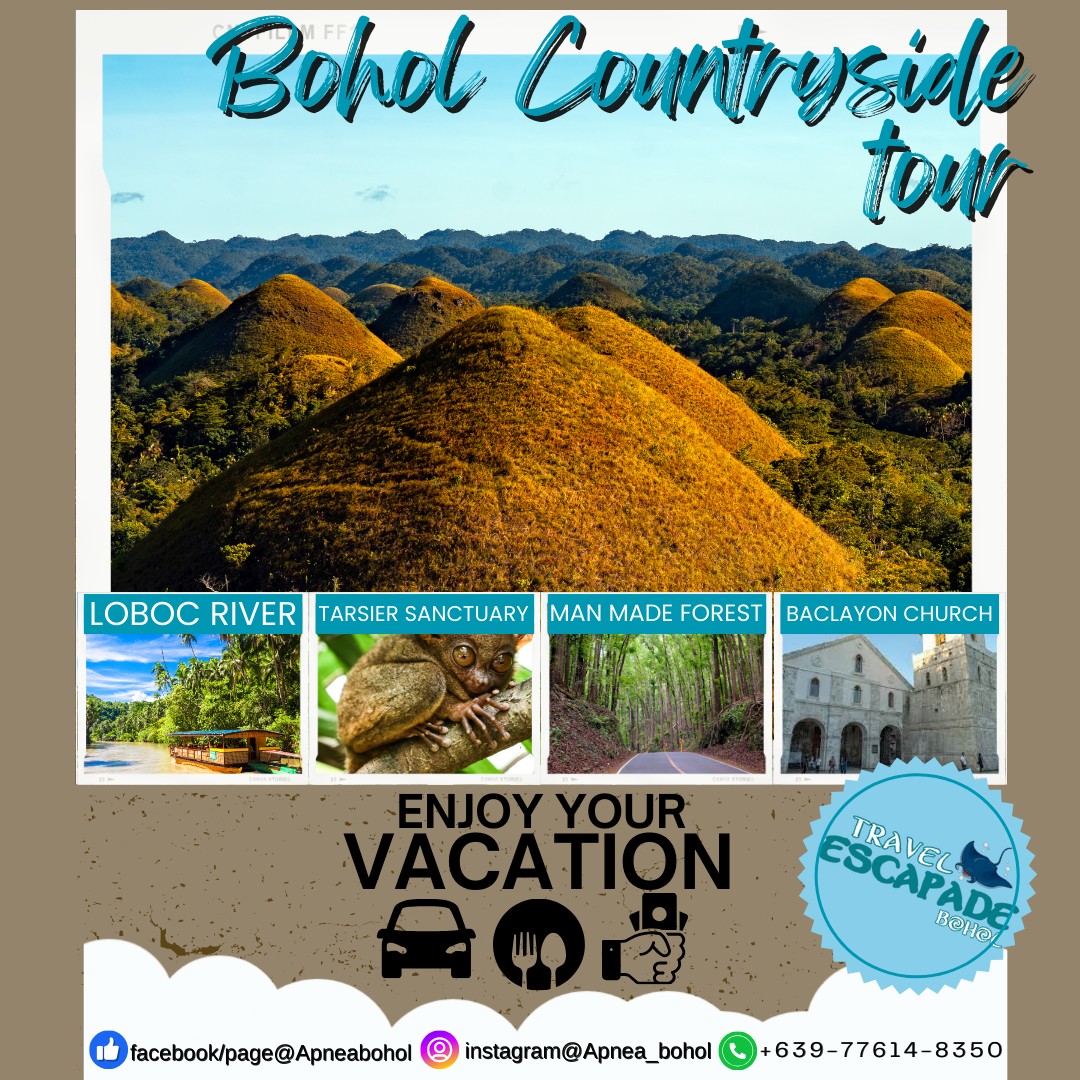 Bohol Countryside
tour
LOBOC RIVER
TARSIER SANCTUARY
MAN MADE FOREST
BACLAYON CHURCH
ENJOY YOUR
VACATION
TRAVEL
ESCAPADE
BOHOL
facebook/page@Apneabohol
instagram@Apnea_bohol
+639-77614-8350